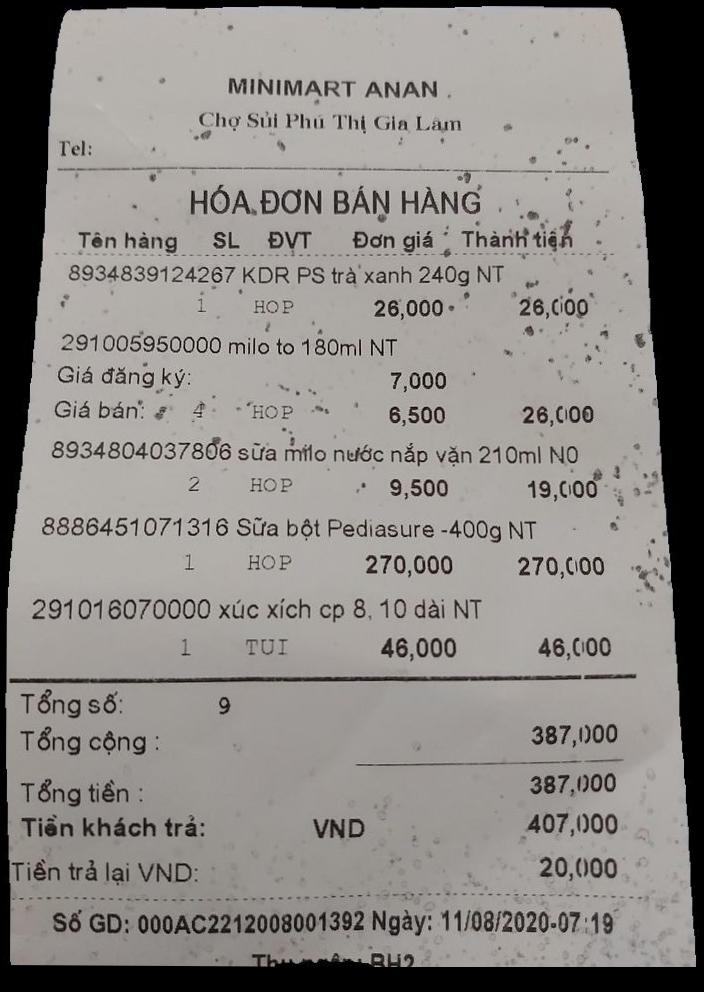 MINIMART ANAN
Chợ Sủi Phú Thị Gia Lâm
Tel:
HÓA ĐƠN BÁN HÀNG
Tên hàng SL ĐVT Đơn giá Thành tiền
8934839124267 KDR PS trà xanh 240g NT
1 HOP 26,000 26,000
291005950000 milo to 180ml NT
Giá đăng ký: 7,000
Giá bán: 4 HOP 6,500 26,000
8934804037806 sữa milo nước nắp vặn 210ml N0
2 HOP 9,500 19,000
8886451071316 Sữa bột Pediasure -400g NT
1 HOP 270,000 270,000
291016070000 xúc xích cp 8, 10 dài NT
1 TUI 46,000 46,000
Tổng số: 9
Tổng cộng : 387,000
Tổng tiền : 387,000
Tiền khách trả: VND 407,000
Tiền trả lại VND: 20,000
Số GD: 000AC2212008001392 Ngày: 11/08/2020-07:19
BH2